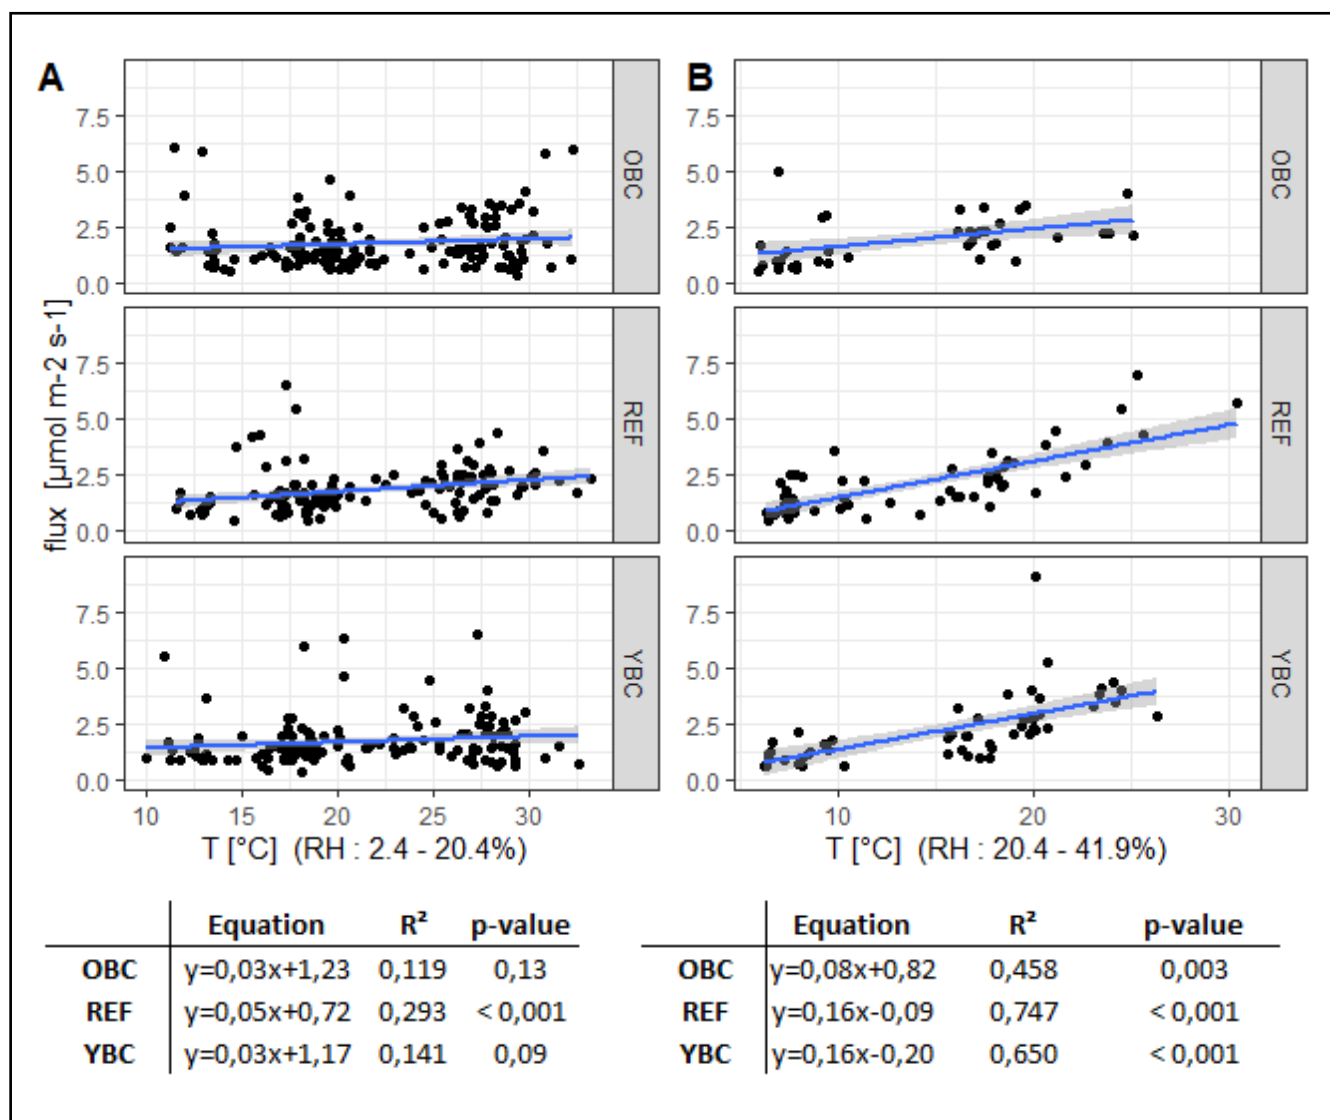 A
B
7.5
5.0
2.5
0.0
OBC
7.5
5.0
2.5
0.0
OBC
flux [µmol m-2 s-1]
7.5
5.0
2.5
0.0
REF
7.5
5.0
2.5
0.0
REF
7.5
5.0
2.5
0.0
YBC
7.5
5.0
2.5
0.0
YBC
10 15 20 25 30
10 20 30
T [°C] (RH : 2.4 - 20.4%)
T [°C] (RH : 20.4 - 41.9%)
Equation R² p-value
OBC y=0,03x+1,23 0,119 0,13
REF y=0,05x+0,72 0,293 < 0,001
YBC y=0,03x+1,17 0,141 0,09
Equation R² p-value
OBC y=0,08x+0,82 0,458 0,003
REF y=0,16x-0,09 0,747 < 0,001
YBC y=0,16x-0,20 0,650 < 0,001